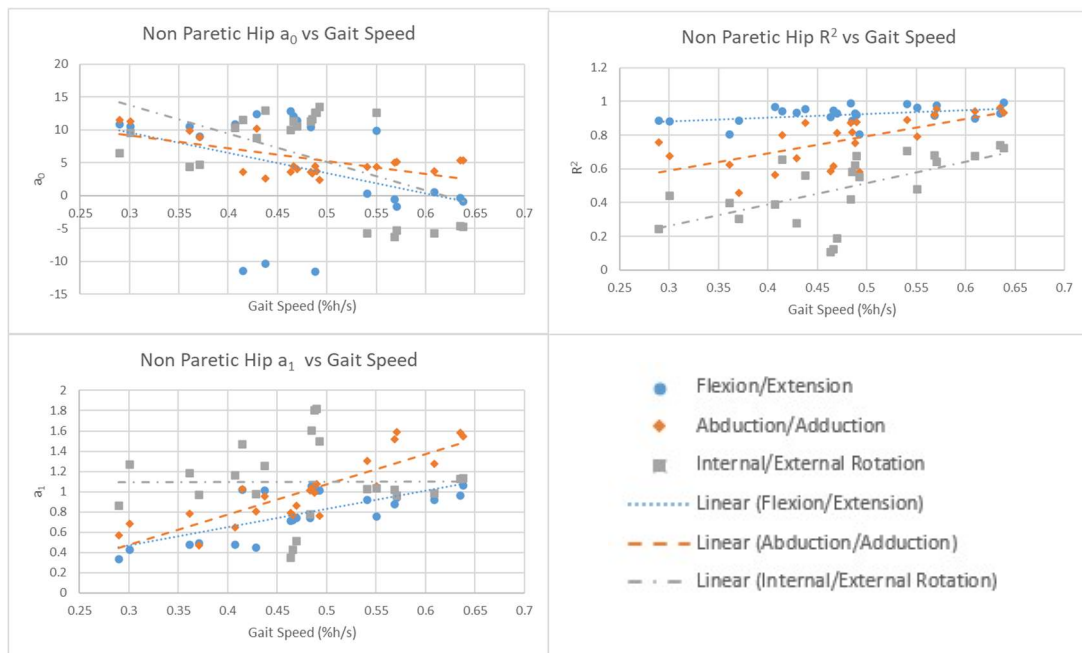 Non Paretic Hip a0 vs Gait Speed
20
15
10
5
0
-5
-10
-15
a0
0.25 0.3 0.35 0.4 0.45 0.5 0.55 0.6 0.65 0.7
Gait Speed (%h/s)
Non Paretic Hip R² vs Gait Speed
1.2
1
0.8
0.6
0.4
0.2
0
R²
0.25 0.3 0.35 0.4 0.45 0.5 0.55 0.6 0.65 0.7
Gait Speed (%h/s)
Non Paretic Hip a1 vs Gait Speed
2
1.8
1.6
1.4
1.2
1
0.8
0.6
0.4
0.2
0
a1
0.25 0.3 0.35 0.4 0.45 0.5 0.55 0.6 0.65 0.7
Gait Speed (%h/s)
Flexion/Extension
Abduction/Adduction
Internal/External Rotation
Linear (Flexion/Extension)
Linear (Abduction/Adduction)
Linear (Internal/External Rotation)